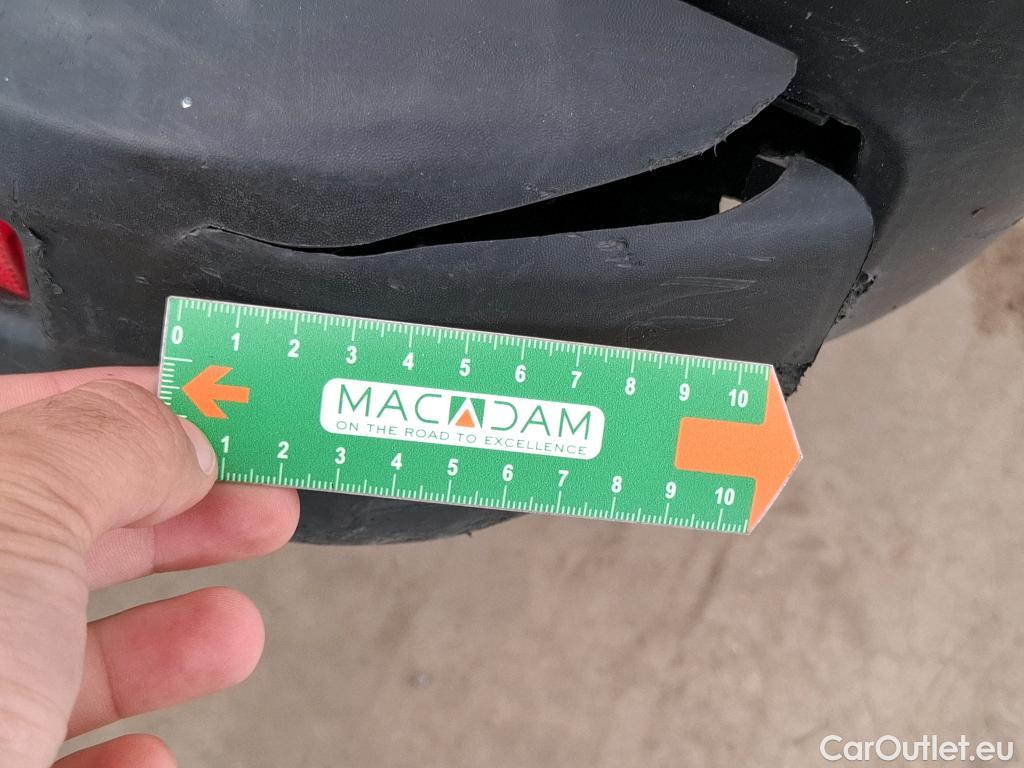 0 1 2 3 4 5 6 7 8 9 10
MACADAM
ON THE ROAD TO EXCELLENCE
1 2 3 4 5 6 7 8 9 10
CarOutlet.eu